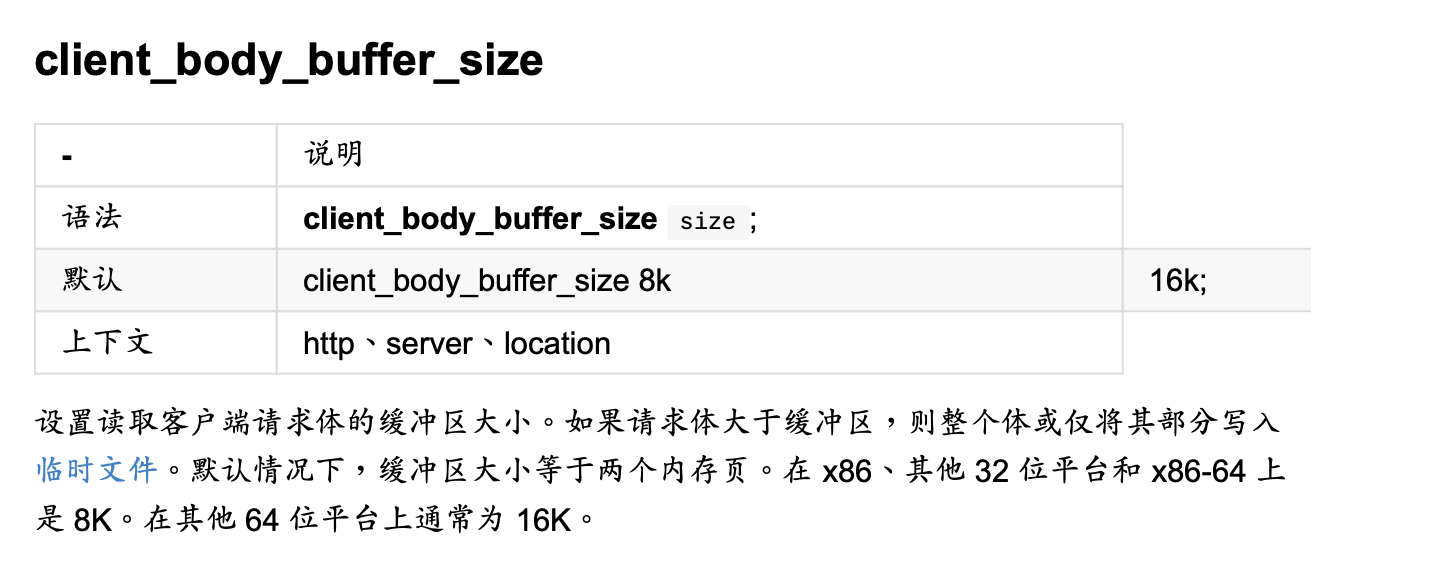 client_body_buffer_size
- 说明
语法 client_body_buffer_size size ;
默认 client_body_buffer_size 8k 16k;
上下文 http、server、location
设置读取客户端请求体的缓冲区大小。如果请求体大于缓冲区，则整个体或仅将其部分写入
临时文件。默认情况下，缓冲区大小等于两个内存页。在 x86、其他 32 位平台和 x86-64 上
是 8K。在其他 64 位平台上通常为 16K。